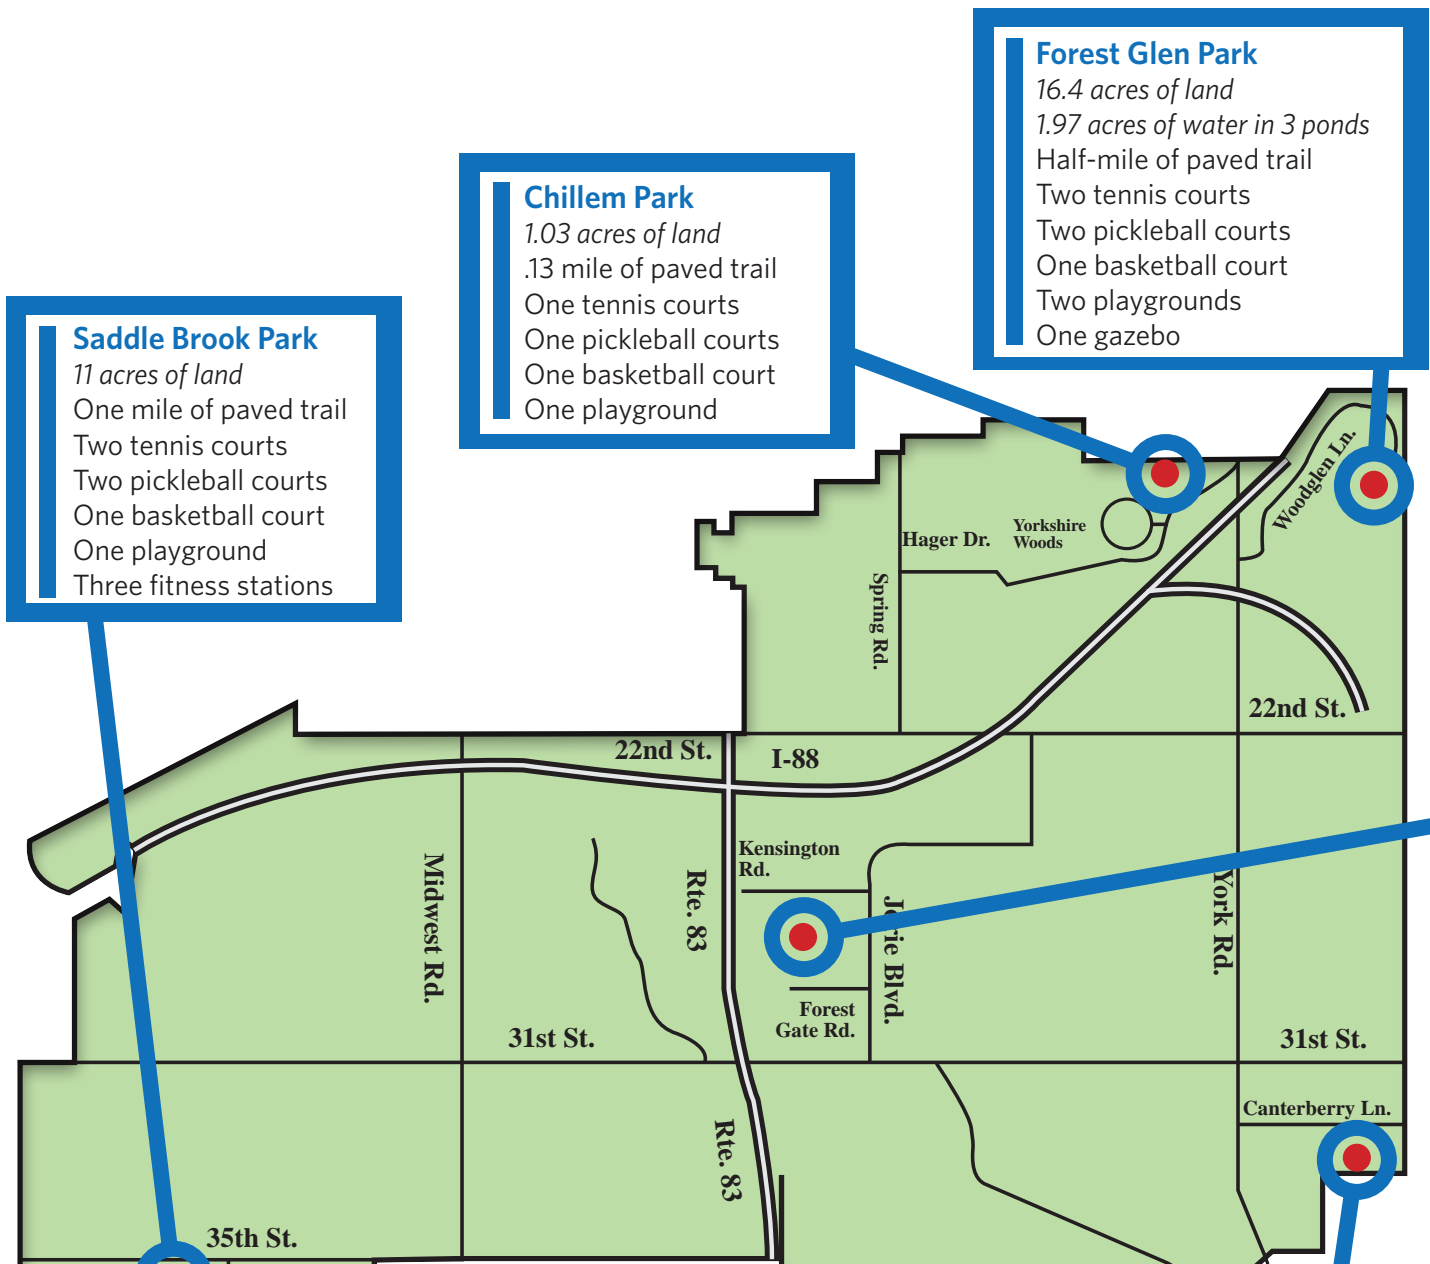 Forest Glen Park
16.4 acres of land
1.97 acres of water in 3 ponds
Half-mile of paved trail
Two tennis courts
Two pickleball courts
One basketball court
Two playgrounds
One gazebo
Chillem Park
1.03 acres of land
.13 mile of paved trail
One tennis courts
One pickleball courts
One basketball court
One playground
Saddle Brook Park
11 acres of land
One mile of paved trail
Two tennis courts
Two pickleball courts
One basketball court
One playground
Three fitness stations
Woodglen Ln.
Hager Dr.
Yorkshire
Woods
Spring Rd.
22nd St.
22nd St.
I-88
Kensington
Rd.
Midwest Rd.
Rte. 83
Jorie Blvd.
York Rd.
Forest
Gate Rd.
31st St.
31st St.
Canterberry Ln.
Rte. 83
35th St.